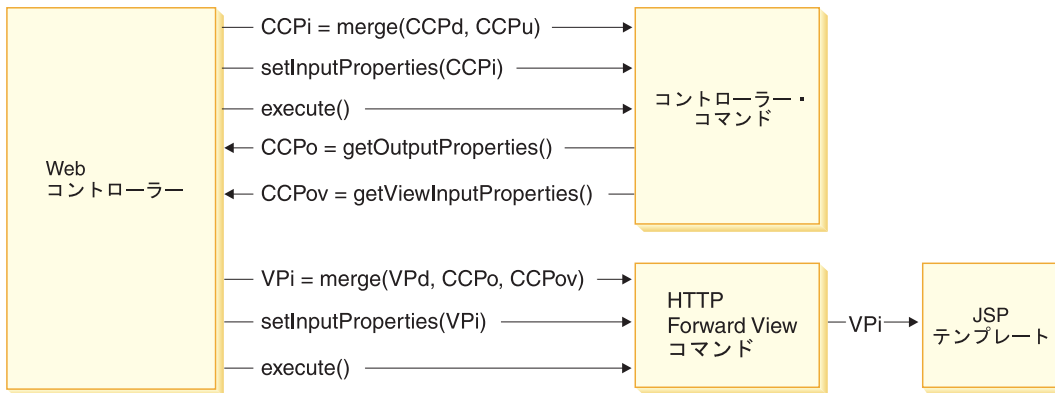 Web
コントローラー
CCPi = merge(CCPd, CCPu)
setInputProperties(CCPi)
execute()
CCPo = getOutputProperties()
CCPov = getViewInputProperties()
コントローラー・
コマンド
VPi = merge(VPd, CCPo, CCPov)
setInputProperties(VPi)
execute()
HTTP
Forward View
コマンド
VPi
JSP
テンプレート